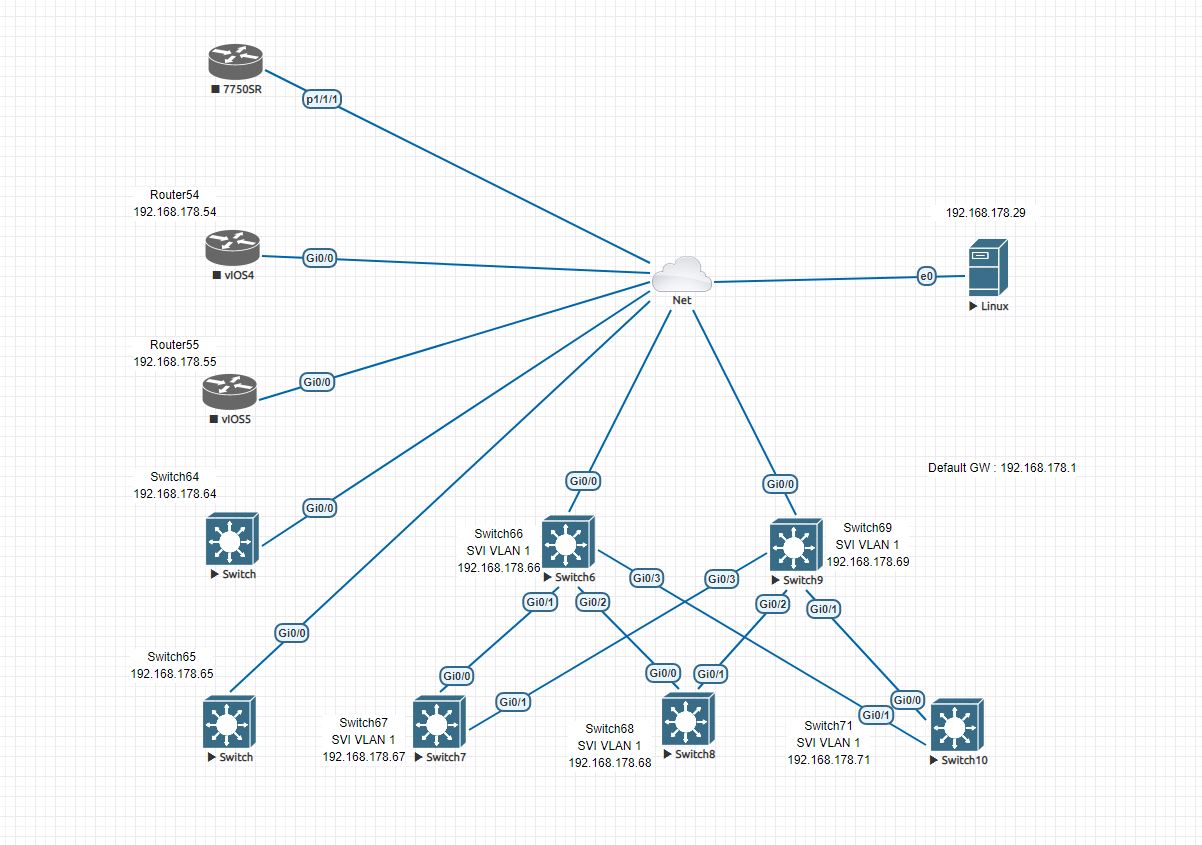 ■ 7750SR
p1/1/1
Router54
192.168.178.54
■ vIOS4
Gi0/0
192.168.178.29
e0
▶ Linux
Net
Router55
192.168.178.55
■ vIOS5
Gi0/0
Default GW : 192.168.178.1
Switch64
192.168.178.64
▶ Switch
Gi0/0
Gi0/0
Switch66
SVI VLAN 1
192.168.178.66
▶ Switch6
Gi0/3
Gi0/1
Gi0/2
Gi0/0
Switch69
SVI VLAN 1
192.168.178.69
▶ Switch9
Gi0/3
Gi0/2
Gi0/1
Switch65
192.168.178.65
▶ Switch
Gi0/0
Switch67
SVI VLAN 1
192.168.178.67
▶ Switch7
Gi0/0
Gi0/1
Switch68
SVI VLAN 1
192.168.178.68
▶ Switch8
Gi0/0
Gi0/1
Switch71
SVI VLAN 1
192.168.178.71
▶ Switch10
Gi0/0
Gi0/1